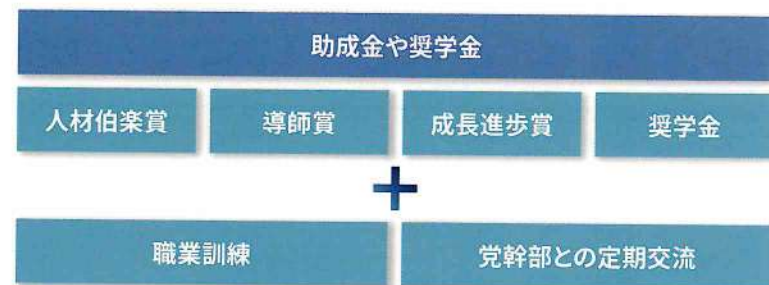 助成金や奨学金
人材伯楽賞 導師賞 成長進歩賞 奨学金
+
職業訓練 党幹部との定期交流